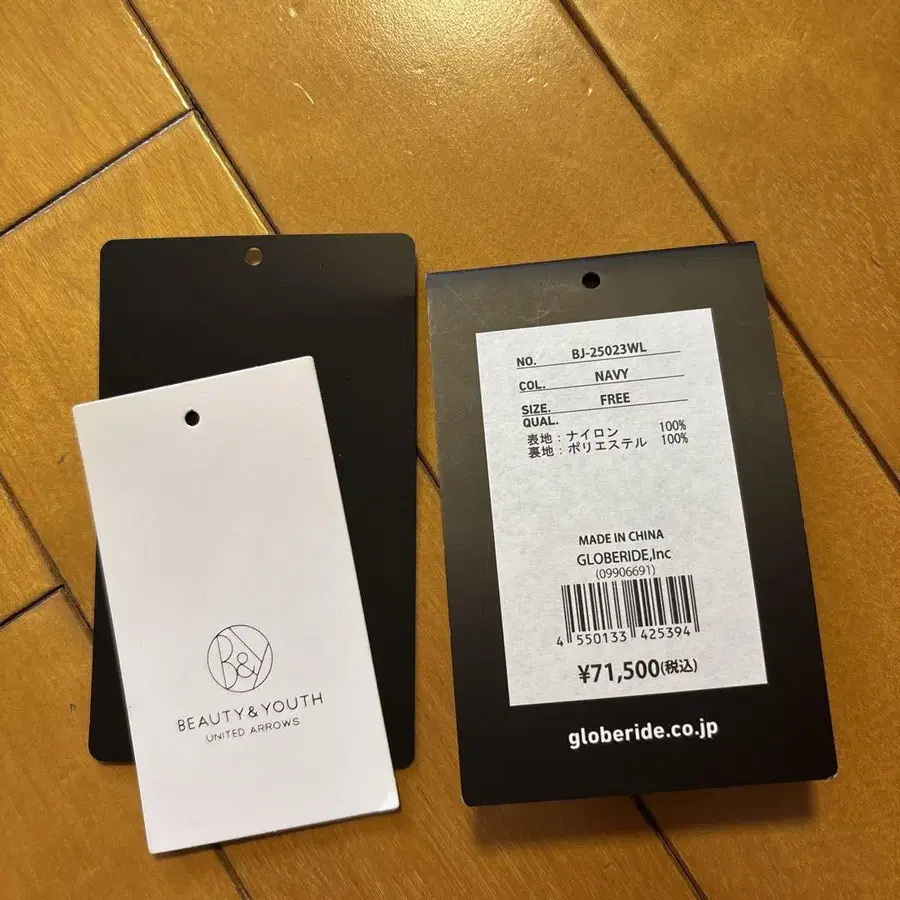 B&Y
BEAUTY&YOUTH
UNITED ARROWS
NO. BJ-25023WL
COL. NAVY
SIZE. FREE
QUAL.
表地：ナイロン 100%
裏地：ポリエステル 100%
MADE IN CHINA
GLOBERIDE,Inc
(09906691)
4 550133 425394
¥71,500(税込)
globeride.co.jp